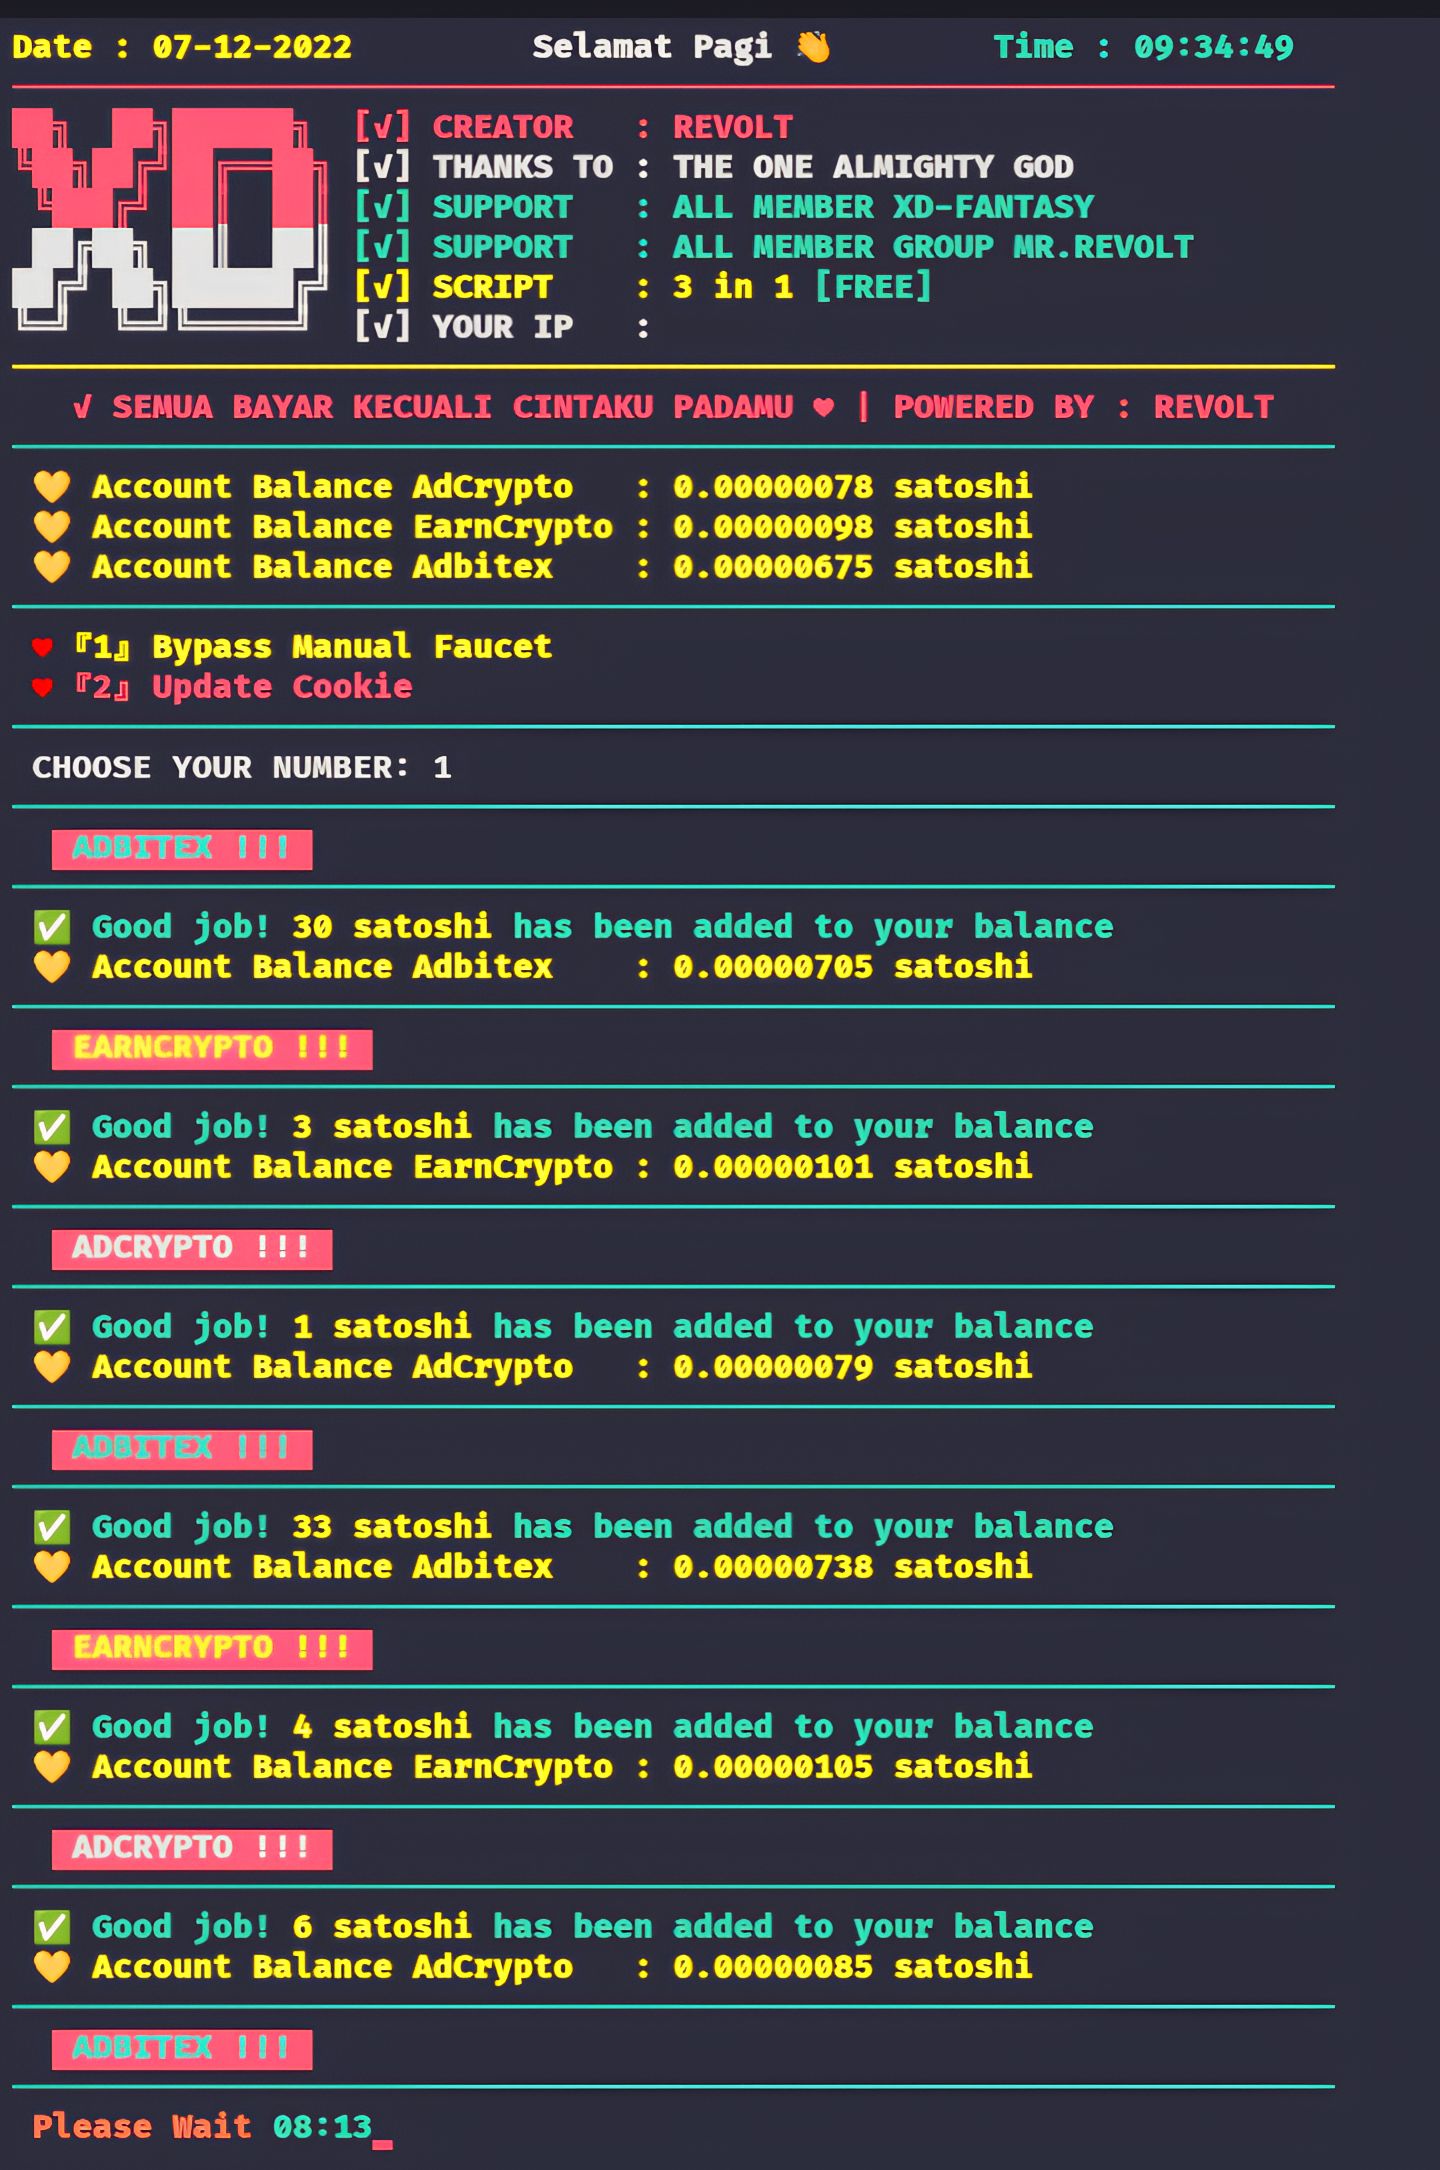 Date : 07-12-2022 Selamat Pagi 👋 Time : 09:34:49
XD
[√] CREATOR : REVOLT
[√] THANKS TO : THE ONE ALMIGHTY GOD
[√] SUPPORT : ALL MEMBER XD-FANTASY
[√] SUPPORT : ALL MEMBER GROUP MR.REVOLT
[√] SCRIPT : 3 in 1 [FREE]
[√] YOUR IP :
√ SEMUA BAYAR KECUALI CINTAKU PADAMU ♥ | POWERED BY : REVOLT
💛 Account Balance AdCrypto : 0.00000078 satoshi
💛 Account Balance EarnCrypto : 0.00000098 satoshi
💛 Account Balance Adbitex : 0.00000675 satoshi
♥ 『1』 Bypass Manual Faucet
♥ 『2』 Update Cookie
CHOOSE YOUR NUMBER: 1
ADBITEX !!!
✅ Good job! 30 satoshi has been added to your balance
💛 Account Balance Adbitex : 0.00000705 satoshi
EARNCRYPTO !!!
✅ Good job! 3 satoshi has been added to your balance
💛 Account Balance EarnCrypto : 0.00000101 satoshi
ADCRYPTO !!!
✅ Good job! 1 satoshi has been added to your balance
💛 Account Balance AdCrypto : 0.00000079 satoshi
ADBITEX !!!
✅ Good job! 33 satoshi has been added to your balance
💛 Account Balance Adbitex : 0.00000738 satoshi
EARNCRYPTO !!!
✅ Good job! 4 satoshi has been added to your balance
💛 Account Balance EarnCrypto : 0.00000105 satoshi
ADCRYPTO !!!
✅ Good job! 6 satoshi has been added to your balance
💛 Account Balance AdCrypto : 0.00000085 satoshi
ADBITEX !!!
Please Wait 08:13_